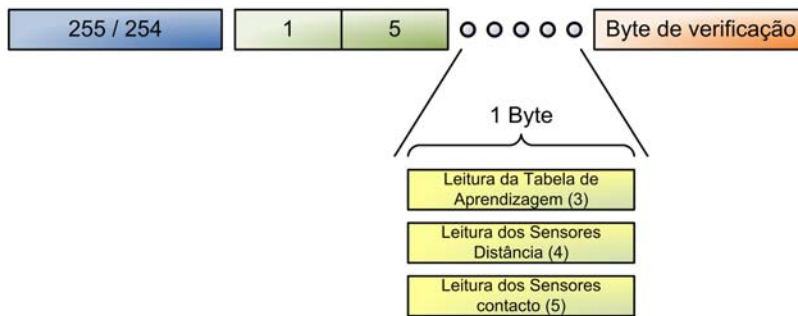 255 / 254
1
5
Byte de verificação
1 Byte
Leitura da Tabela de
Aprendizagem (3)
Leitura dos Sensores
Distância (4)
Leitura dos Sensores
contacto (5)